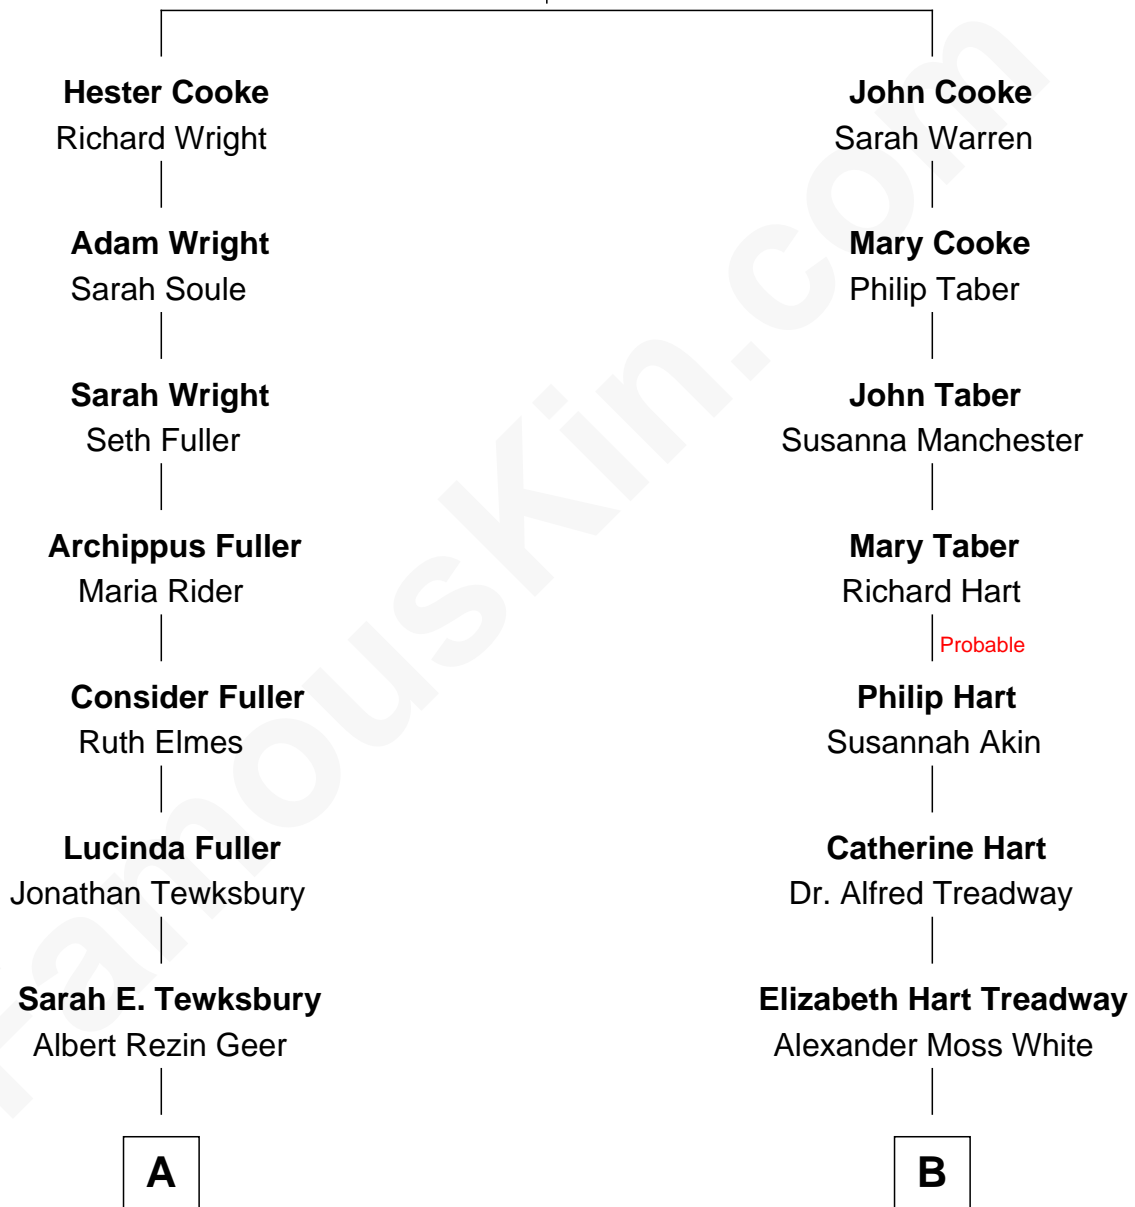 Hester Cooke
Richard Wright
Adam Wright
Sarah Soule
Sarah Wright
Seth Fuller
Archippus Fuller
Maria Rider
Consider Fuller
Ruth Elmes
Lucinda Fuller
Jonathan Tewksbury
Sarah E. Tewksbury
Albert Rezin Geer
A
John Cooke
Sarah Warren
Mary Cooke
Philip Taber
John Taber
Susanna Manchester
Mary Taber
Richard Hart
Probable
Philip Hart
Susannah Akin
Catherine Hart
Dr. Alfred Treadway
Elizabeth Hart Treadway
Alexander Moss White
B
FamousKin.com